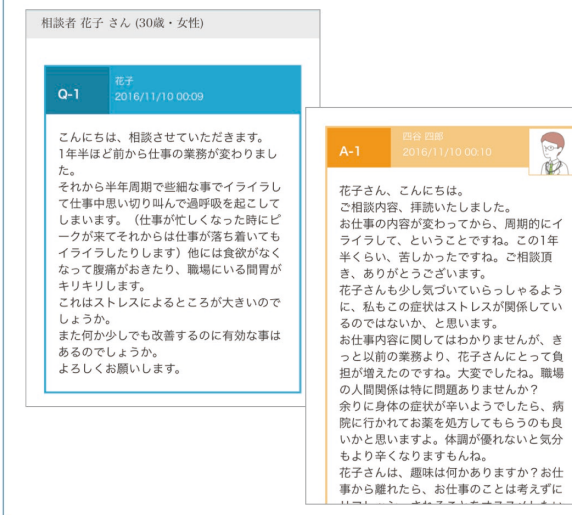 相談者 花子 さん (30歳・女性)
Q-1
花子
2016/11/10 00:09
こんにちは、相談させていただきます。
1年半ほど前から仕事の業務が変わりまし
た。
それから半年周期で些細な事でイライラし
て仕事中思い切り叫んで過呼吸を起こして
しまいます。（仕事が忙しくなった時にピ
ークが来てそれからは仕事が落ち着いても
イライラしたりします）他には食欲がなく
なって腹痛がおきたり、職場にいる間胃が
キリキリします。
これはストレスによるところが大きいので
しょうか。
また何か少しでも改善するのに有効な事は
あるのでしょうか。
よろしくお願いします。
A-1
四谷 四郎
2016/11/10 00:10
花子さん、こんにちは。
ご相談内容、拝読いたしました。
お仕事の内容が変わってから、周期的にイ
ライラして、ということですね。この1年
半くらい、苦しかったですね。ご相談頂
き、ありがとうございます。
花子さんも少し気づいていらっしゃるよう
に、私もこの症状はストレスが関係してい
るのではないか、と思います。
お仕事内容に関してはわかりませんが、き
っと以前の業務より、花子さんにとって負
担が増えたのですね。大変でしたね。職場
の人間関係は特に問題ありませんか？
余りに身体の症状が辛いようでしたら、病
院に行かれてお薬を処方してもらうのも良
いかと思いますよ。体調が優れないと気分
もより辛くなりますもんね。
花子さんは、趣味は何かありますか？お仕
事から離れたら、お仕事のことは考えずに